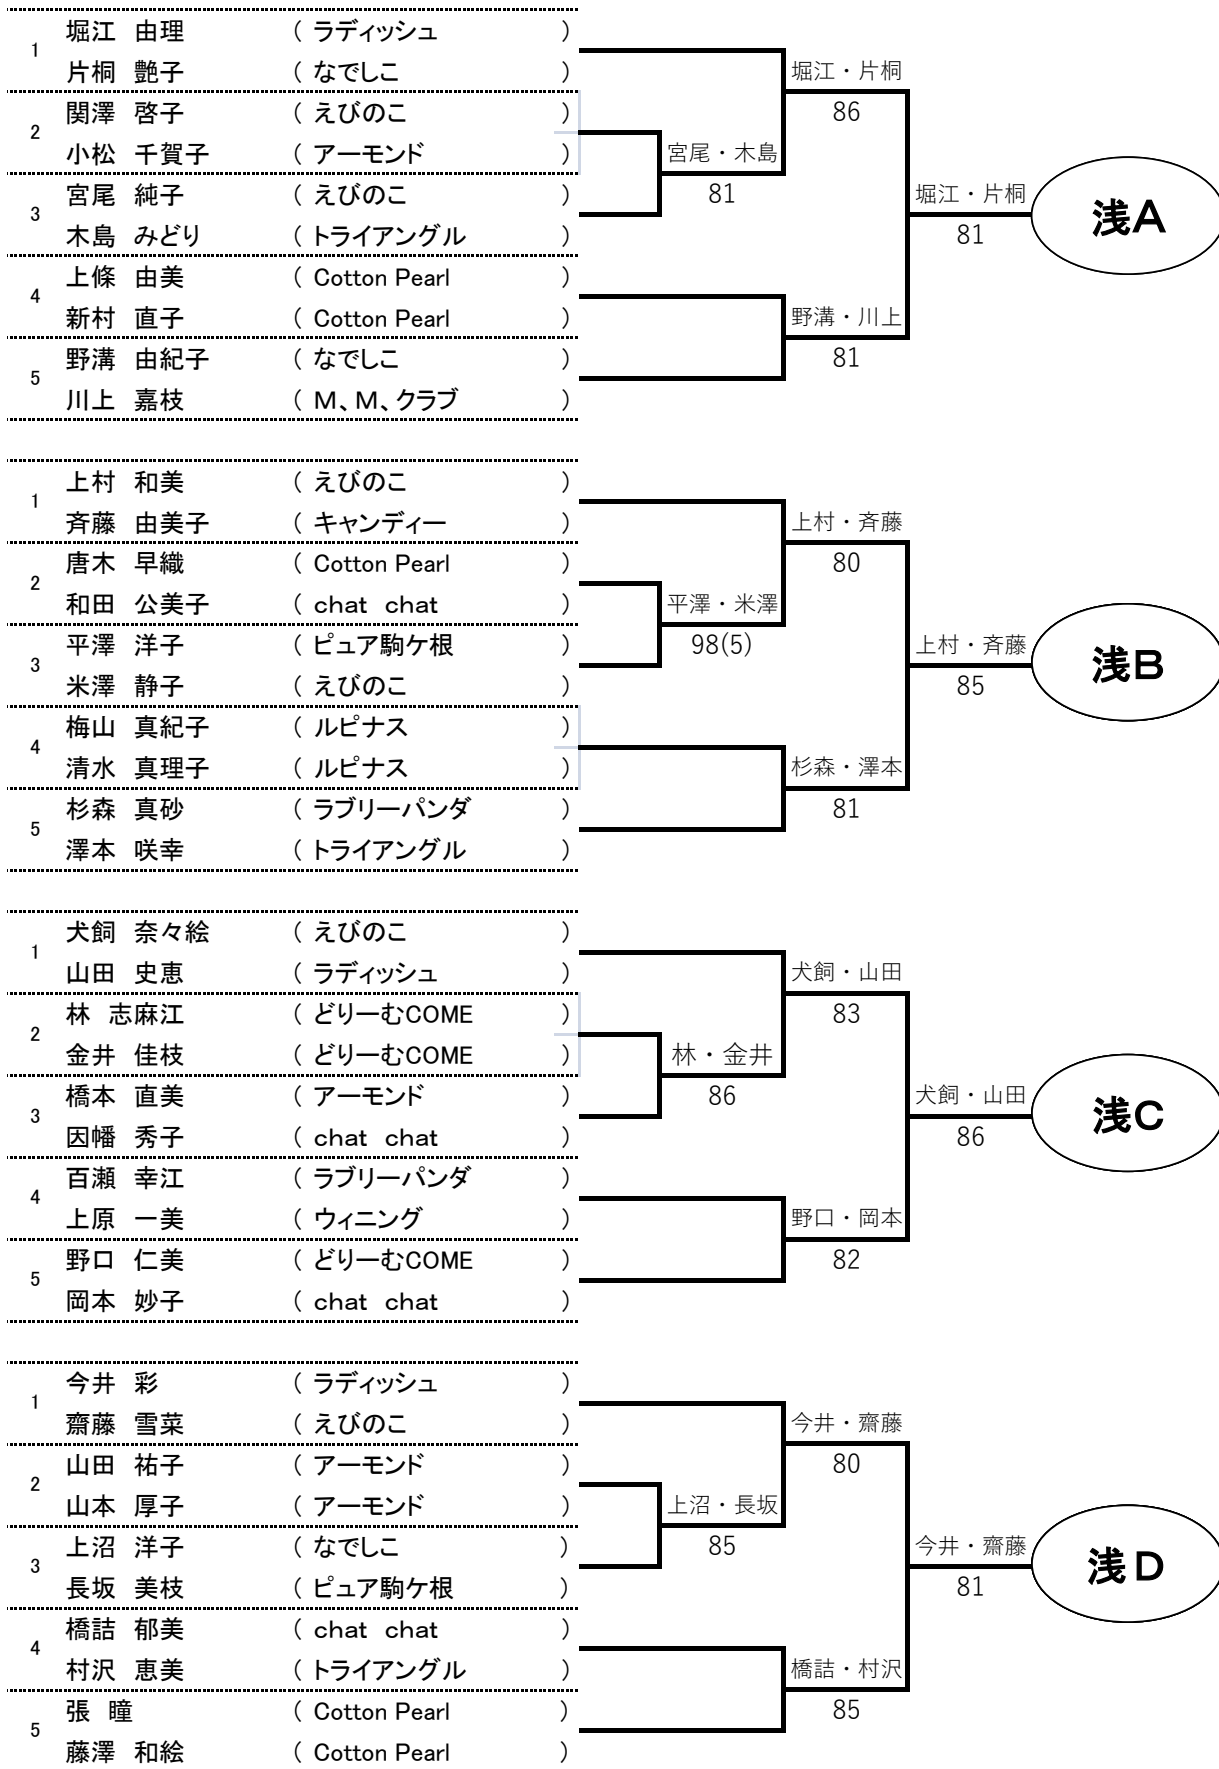 堀江 由理 ( ラディッシュ )
1
片桐 艶子 ( なでしこ ) 堀江・片桐
関澤 啓子 ( えびのこ ) 86
2
小松 千賀子 ( アーモンド ) 宮尾・木島
宮尾 純子 ( えびのこ ) 81 堀江・片桐
3 浅A
木島 みどり ( トライアングル ) 81
上條 由美 ( Cotton Pearl )
4
新村 直子 ( Cotton Pearl ) 野溝・川上
野溝 由紀子 ( なでしこ ) 81
5
川上 嘉枝 ( M、M、クラブ )
上村 和美 ( えびのこ )
1
斉藤 由美子 ( キャンディー ) 上村・斉藤
唐木 早織 ( Cotton Pearl ) 80
2
和田 公美子 ( chat chat ) 平澤・米澤
平澤 洋子 ( ピュア駒ケ根 ) 98(5) 上村・斉藤
3 浅B
米澤 静子 ( えびのこ ) 85
梅山 真紀子 ( ルピナス )
4
清水 真理子 ( ルピナス ) 杉森・澤本
杉森 真砂 ( ラブリーパンダ ) 81
5
澤本 咲幸 ( トライアングル )
犬飼 奈々絵 ( えびのこ )
1
山田 史恵 ( ラディッシュ ) 犬飼・山田
林 志麻江 ( どりーむCOME ) 83
2
金井 佳枝 ( どりーむCOME ) 林・金井
橋本 直美 ( アーモンド ) 86 犬飼・山田
3 浅C
因幡 秀子 ( chat chat ) 86
百瀬 幸江 ( ラブリーパンダ )
4
上原 一美 ( ウィニング ) 野口・岡本
野口 仁美 ( どりーむCOME ) 82
5
岡本 妙子 ( chat chat )
今井 彩 ( ラディッシュ )
1
齋藤 雪菜 ( えびのこ ) 今井・齋藤
山田 祐子 ( アーモンド ) 80
2
山本 厚子 ( アーモンド ) 上沼・長坂
上沼 洋子 ( なでしこ ) 85 今井・齋藤
3 浅D
長坂 美枝 ( ピュア駒ケ根 ) 81
橋詰 郁美 ( chat chat )
4
村沢 恵美 ( トライアングル ) 橋詰・村沢
張 瞳 ( Cotton Pearl ) 85
5
藤澤 和絵 ( Cotton Pearl )